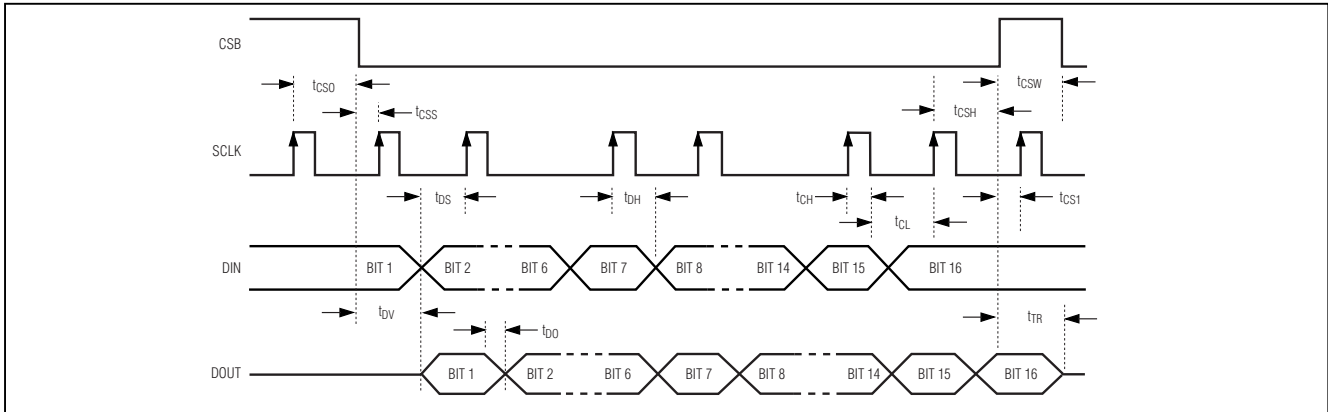 CSB
tCS0
tCSS
tCSH
tCSW
SCLK
tDS
tDH
tCH
tCL
tCS1
DIN
BIT 1
BIT 2
BIT 6
BIT 7
BIT 8
BIT 14
BIT 15
BIT 16
tDV
tDO
tTR
DOUT
BIT 1
BIT 2
BIT 6
BIT 7
BIT 8
BIT 14
BIT 15
BIT 16